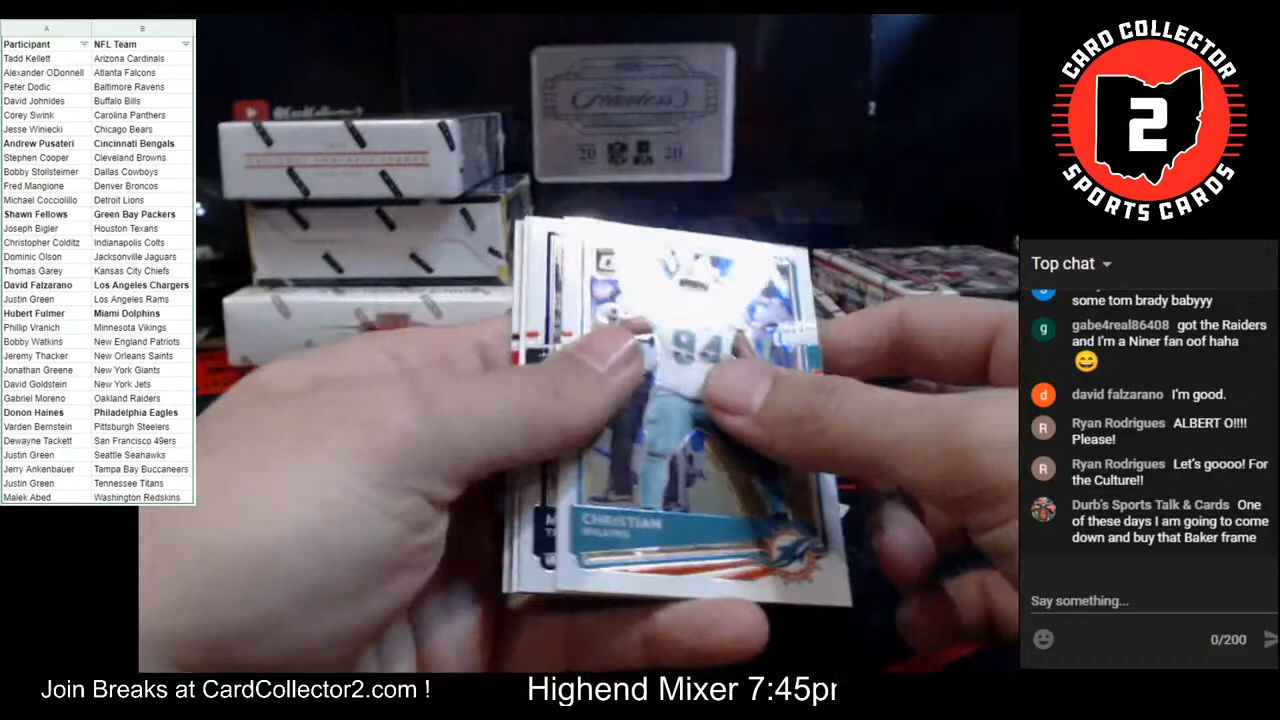 A B
Participant NFL Team
Tadd Kellett Arizona Cardinals
Alexander ODonnell Atlanta Falcons
Peter Dodic Baltimore Ravens
David Johnides Buffalo Bills
Corey Swink Carolina Panthers
Jesse Winiecki Chicago Bears
Andrew Pusateri Cincinnati Bengals
Stephen Cooper Cleveland Browns
Bobby Stollsteimer Dallas Cowboys
Fred Mangione Denver Broncos
Michael Cocciolillo Detroit Lions
Shawn Fellows Green Bay Packers
Joseph Bigler Houston Texans
Christopher Colditz Indianapolis Colts
Dominic Olson Jacksonville Jaguars
Thomas Garey Kansas City Chiefs
David Falzarano Los Angeles Chargers
Justin Green Los Angeles Rams
Hubert Fulmer Miami Dolphins
Phillip Vranich Minnesota Vikings
Bobby Watkins New England Patriots
Jeremy Thacker New Orleans Saints
Jonathan Greene New York Giants
David Goldstein New York Jets
Gabriel Moreno Oakland Raiders
Donon Haines Philadelphia Eagles
Varden Bernstein Pittsburgh Steelers
Dewayne Tackett San Francisco 49ers
Justin Green Seattle Seahawks
Jerry Ankenbauer Tampa Bay Buccaneers
Justin Green Tennessee Titans
Malek Abed Washington Redskins
@CardCollector2
20 NFL 20
94
CHRISTIAN
WILKINS
CARD COLLECTOR
2
SPORTS CARDS
Top chat
some tom brady babyyy
gabe4real86408 got the Raiders
and I'm a Niner fan oof haha
david falzarano I'm good.
Ryan Rodrigues ALBERT O!!!!
Please!
Ryan Rodrigues Let's goooo! For
the Culture!!
Durb's Sports Talk & Cards One
of these days I am going to come
down and buy that Baker frame
Say something...
0/200
Join Breaks at CardCollector2.com !
Highend Mixer 7:45pr